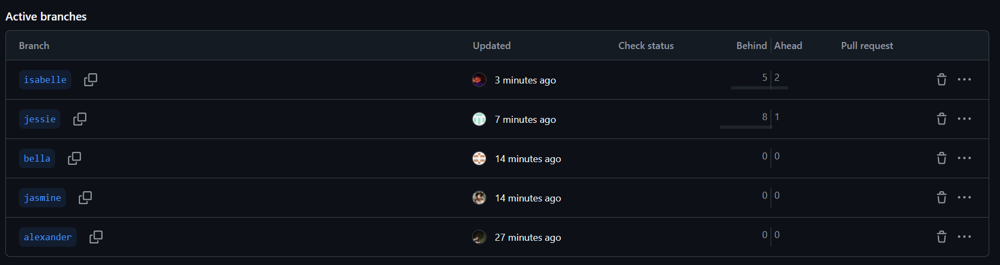 Active branches
Branch Updated Check status Behind Ahead Pull request
isabelle 3 minutes ago 5 2
jessie 7 minutes ago 8 1
bella 14 minutes ago 0 0
jasmine 14 minutes ago 0 0
alexander 27 minutes ago 0 0